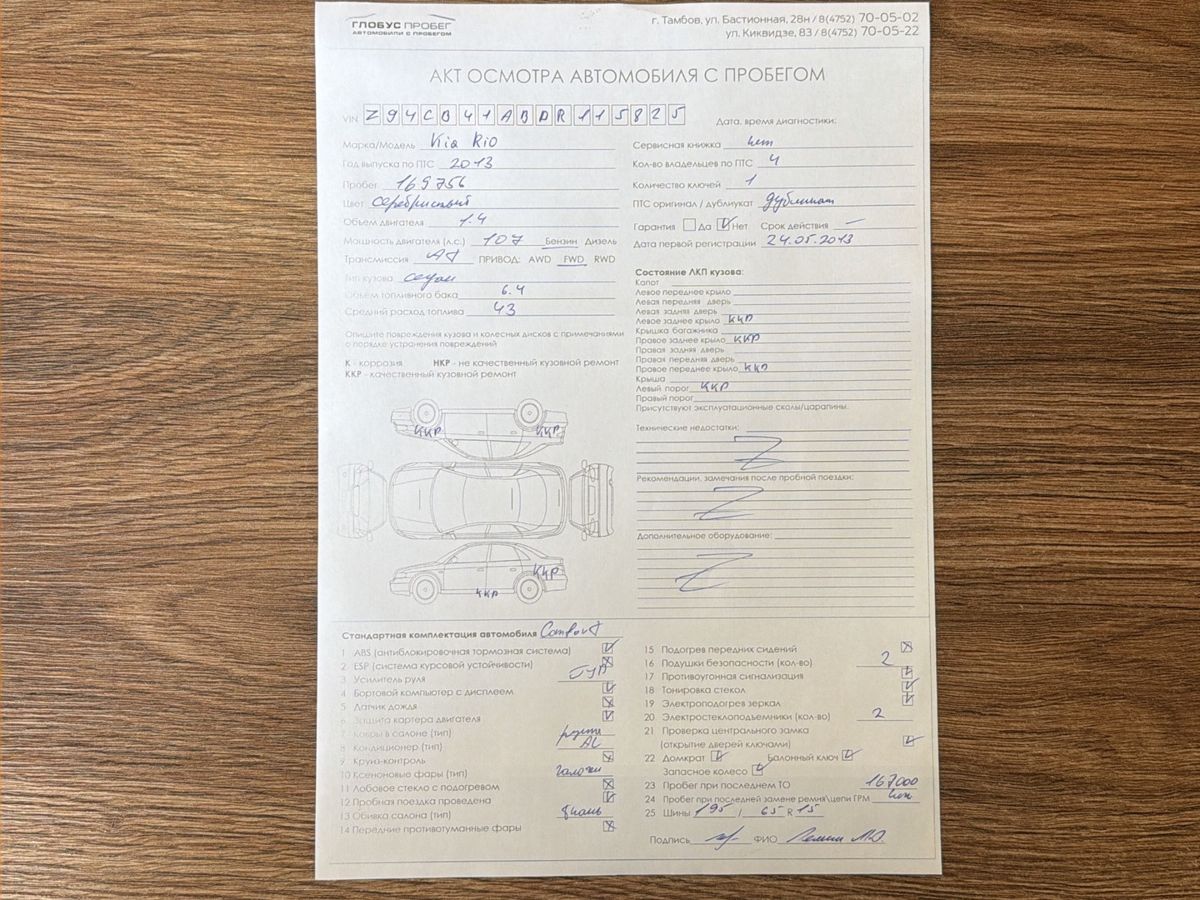 ГЛОБУС ПРОБЕГ
АВТОМОБИЛИ С ПРОБЕГОМ
г. Тамбов, ул. Бастионная, 28н / 8(4752) 70-05-02
ул. Киквидзе, 83 / 8(4752) 70-05-22
АКТ ОСМОТРА АВТОМОБИЛЯ С ПРОБЕГОМ
VIN Z94CB41ABDR115825
Дата, время диагностики:
Марка/Модель Kia Rio
Год выпуска по ПТС 2013
Пробег 169756
Цвет серебристый
Объем двигателя 1.4
Мощность двигателя (л.с.) 107 Бензин Дизель
Трансмиссия АТ ПРИВОД: AWD FWD RWD
Тип кузова седан
Объем топливного бака 6.4
Средний расход топлива 43
Опишите повреждения кузова и колесных дисков с примечаниями
о порядке устранения повреждений
К - коррозия НКР - не качественный кузовной ремонт
ККР - качественный кузовной ремонт
ККР ККР
ККР
ККР
Сервисная книжка нет
Кол-во владельцев по ПТС 4
Количество ключей 1
ПТС оригинал / дубликат дубликат
Гарантия Да Нет Срок действия —
Дата первой регистрации 24.05.2013
Состояние ЛКП кузова:
Капот
Левое переднее крыло
Левая передняя дверь
Левая задняя дверь
Левое заднее крыло ККР
Крышка багажника
Правое заднее крыло ККР
Правая задняя дверь
Правая передняя дверь
Правое переднее крыло ККР
Крыша
Левый порог ККР
Правый порог
Присутствуют эксплуатационные сколы/царапины.
Технические недостатки:
Рекомендации, замечания после пробной поездки:
Дополнительное оборудование:
Стандартная комплектация автомобиля Comfort
1 ABS (антиблокировочная тормозная система)
2 ESP (система курсовой устойчивости)
3 Усилитель руля ГУР
4 Бортовой компьютер с дисплеем
5 Датчик дождя
6 Защита картера двигателя
7 Ковры в салоне (тип) резина
8 Кондиционер (тип) AC
9 Круиз-контроль
10 Ксеноновые фары (тип) галоген
11 Лобовое стекло с подогревом
12 Пробная поездка проведена
13 Обивка салона (тип) ткань
14 Передние противотуманные фары
15 Подогрев передних сидений
16 Подушки безопасности (кол-во) 2
17 Противоугонная сигнализация
18 Тонировка стекол
19 Электроподогрев зеркал
20 Электростеклоподъемники (кол-во) 2
21 Проверка центрального замка
(открытие дверей ключами)
22 Домкрат Балонный ключ
Запасное колесо
23 Пробег при последнем ТО 167000
24 Пробег при последней замене ремня\цепи ГРМ нет
25 Шины 195 / 65 R 15
Подпись ФИО